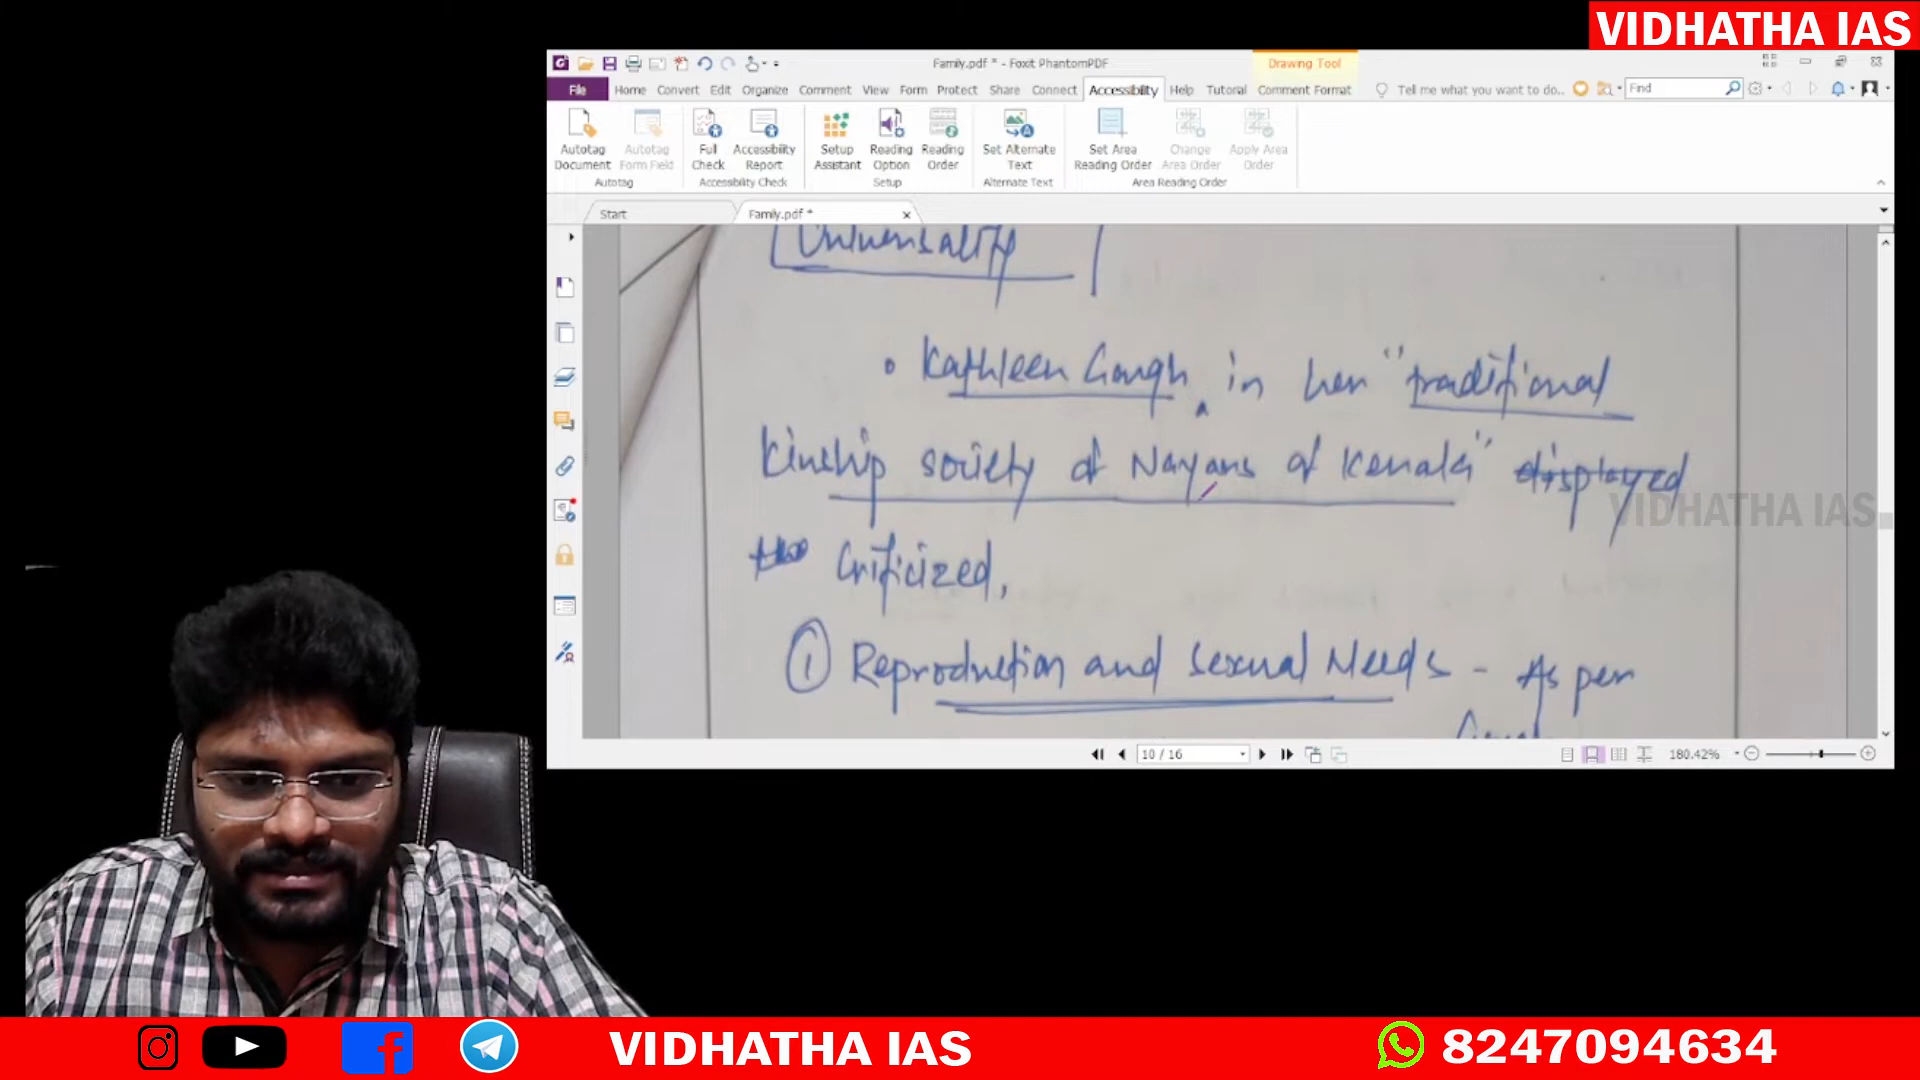 VIDHATHA IAS
Family.pdf * - Foxit PhantomPDF
Drawing Tool
File Home Convert Edit Organize Comment View Form Protect Share Connect Accessibility Help Tutorial Comment Format Tell me what you want to do.. Find
Autotag Document
Autotag Form Field
Full Check
Accessibility Report
Setup Assistant
Reading Option
Reading Order
Set Alternate Text
Set Area Reading Order
Change Area Order
Apply Area Order
Autotag Accessibility Check Setup Alternate Text Area Reading Order
Start Family.pdf *
Universality
• Kathleen Gough in her "traditional
Kinship society of Nayars of Kerala" displayed
Criticized,
① Reproduction and Sexual Needs - As per
VIDHATHA IAS.
10 / 16
180.42%
VIDHATHA IAS
8247094634